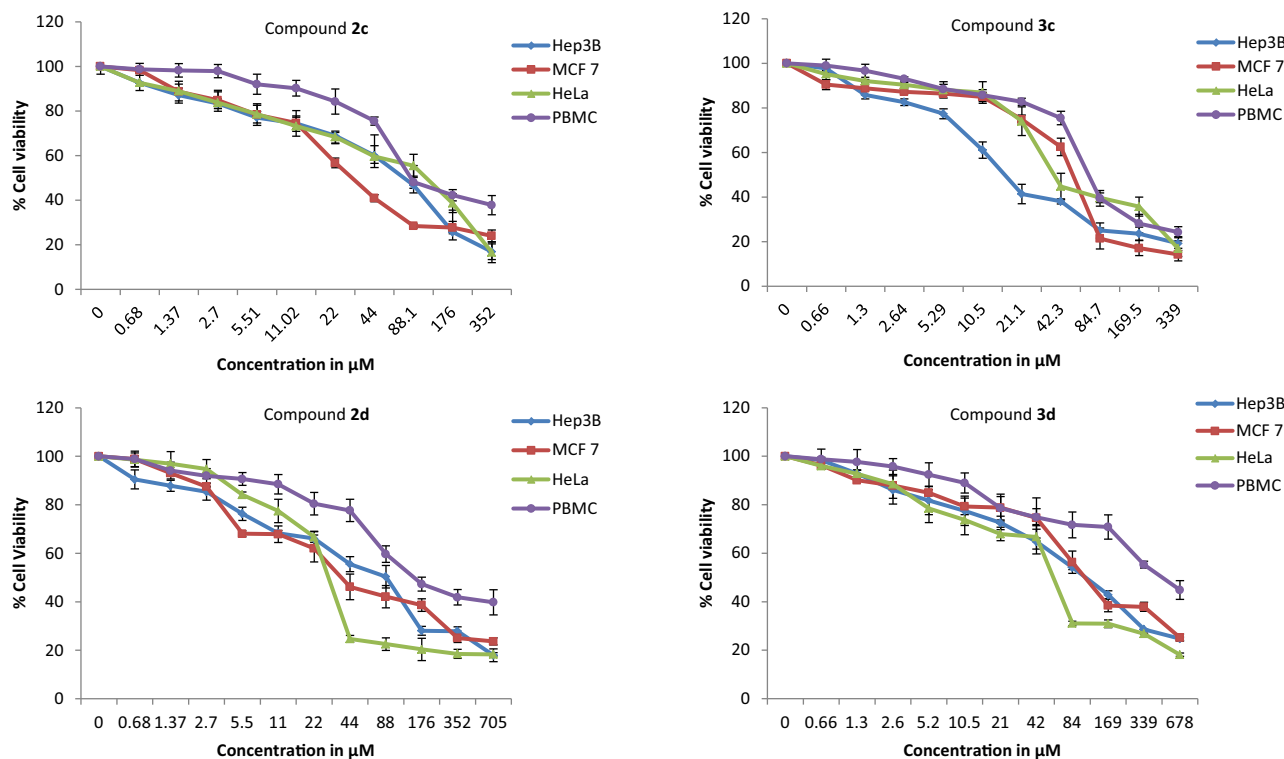 Compound 2c
% Cell viability
120
100
80
60
40
20
0
0 0.68 1.37 2.7 5.51 11.02 22 44 88.1 176 352
Concentration in µM
Hep3B
MCF 7
HeLa
PBMC
Compound 3c
% Cell viability
120
100
80
60
40
20
0
0 0.66 1.3 2.64 5.29 10.5 21.1 42.3 84.7 169.5 339
Concentration in µM
Hep3B
MCF 7
HeLa
PBMC
Compound 2d
% Cell Viability
120
100
80
60
40
20
0
0 0.68 1.37 2.7 5.5 11 22 44 88 176 352 705
Concentration in µM
Hep3B
MCF 7
HeLa
PBMC
Compound 3d
% Cell viability
120
100
80
60
40
20
0
0 0.66 1.3 2.6 5.2 10.5 21 42 84 169 339 678
Concentration in µM
Hep3B
MCF 7
HeLa
PBMC